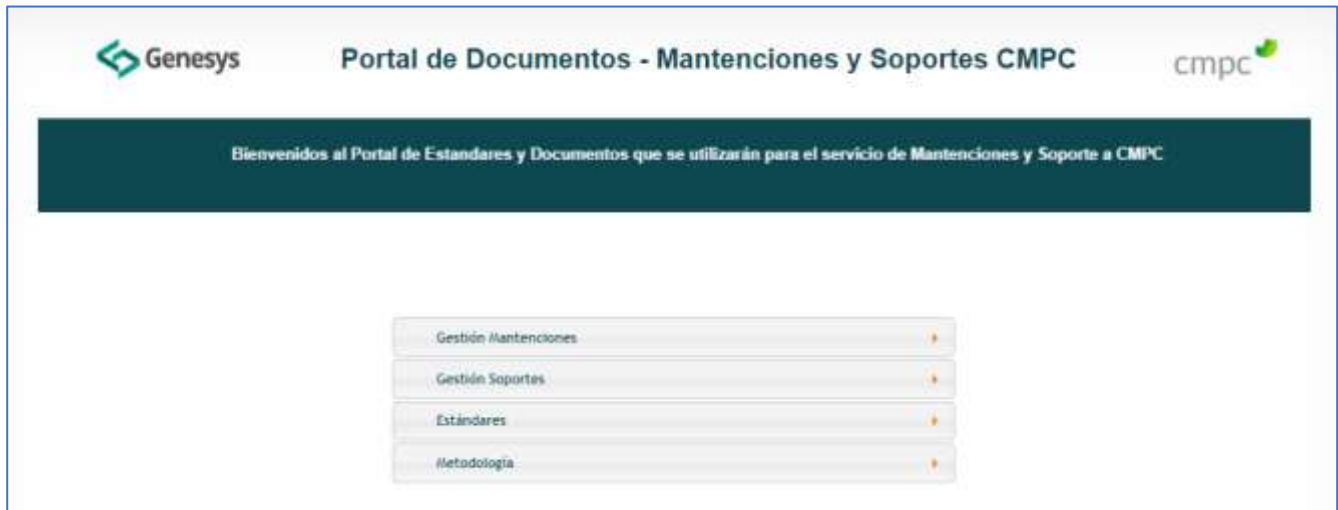 Genesys
Portal de Documentos - Mantenciones y Soportes CMPC
cmpc
Bienvenidos al Portal de Estandares y Documentos que se utilizarán para el servicio de Mantenciones y Soporte a CMPC
Gestión Mantenciones
Gestión Soportes
Estándares
Metodología